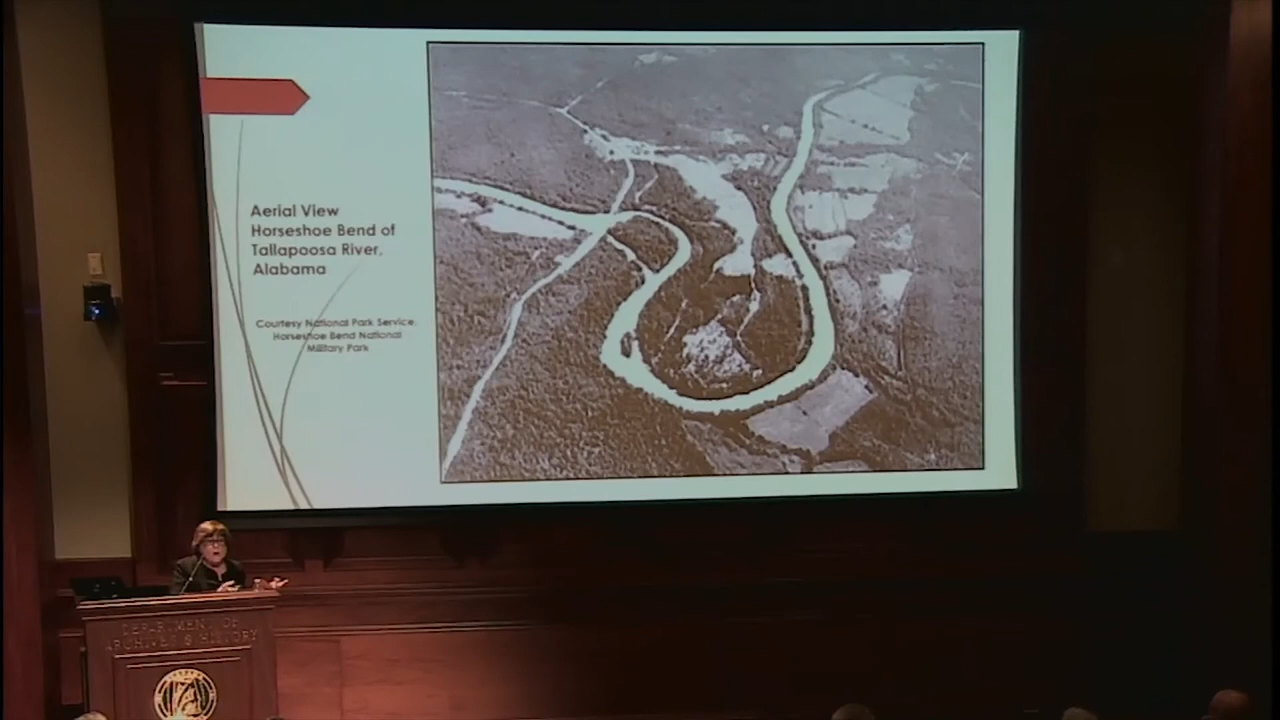 Aerial View
Horseshoe Bend of
Tallapoosa River,
Alabama
Courtesy National Park Service,
Horseshoe Bend National
Military Park
DEPARTMENT OF
ARCHIVES & HISTORY